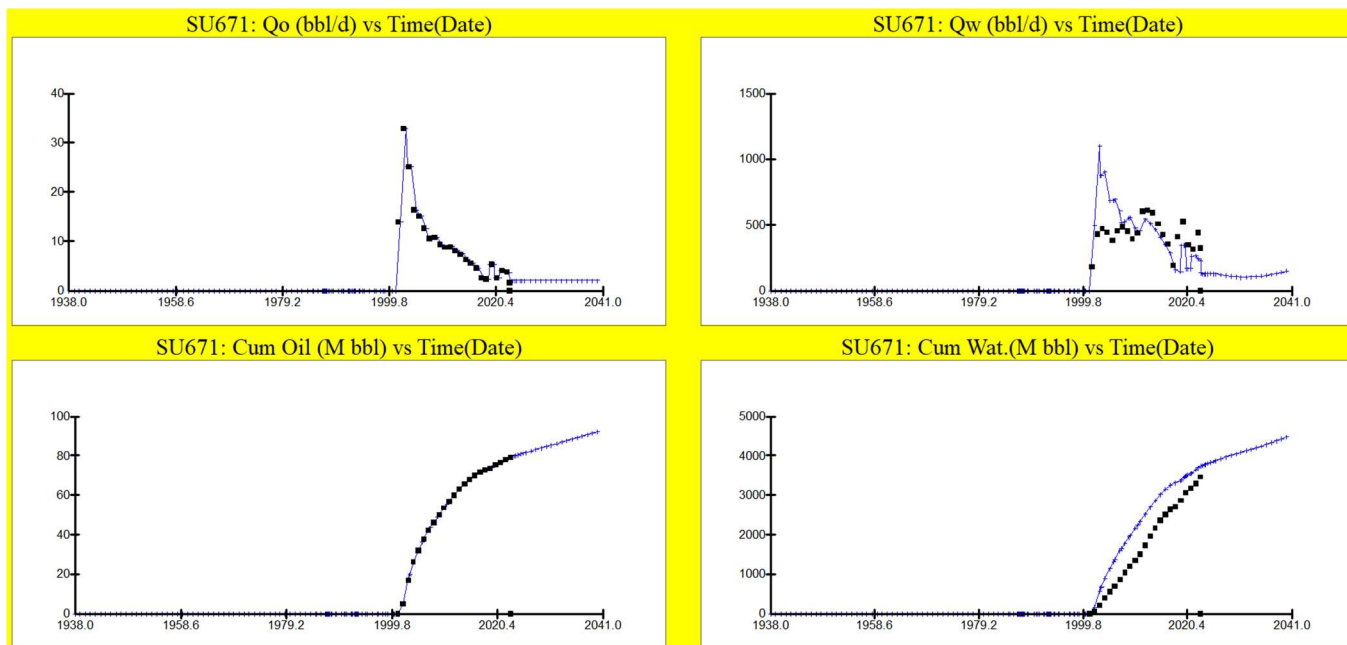 SU671: Qo (bbl/d) vs Time(Date)
40
30
20
10
0
1938.0 1958.6 1979.2 1999.8 2020.4 2041.0
SU671: Qw (bbl/d) vs Time(Date)
1500
1000
500
0
1938.0 1958.6 1979.2 1999.8 2020.4 2041.0
SU671: Cum Oil (M bbl) vs Time(Date)
100
80
60
40
20
0
1938.0 1958.6 1979.2 1999.8 2020.4 2041.0
SU671: Cum Wat.(M bbl) vs Time(Date)
5000
4000
3000
2000
1000
0
1938.0 1958.6 1979.2 1999.8 2020.4 2041.0